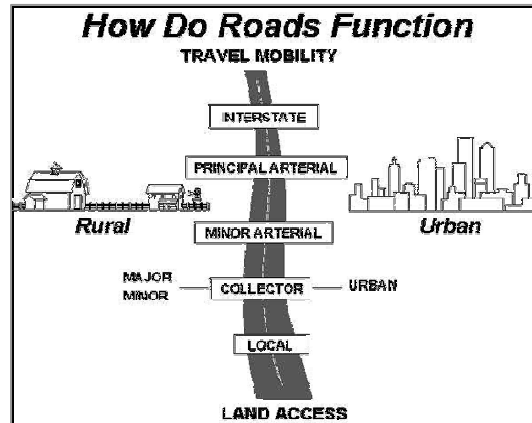 How Do Roads Function
TRAVEL MOBILITY
INTERSTATE
PRINCIPAL ARTERIAL
Rural
Urban
MINOR ARTERIAL
MAJOR
MINOR
COLLECTOR
URBAN
LOCAL
LAND ACCESS